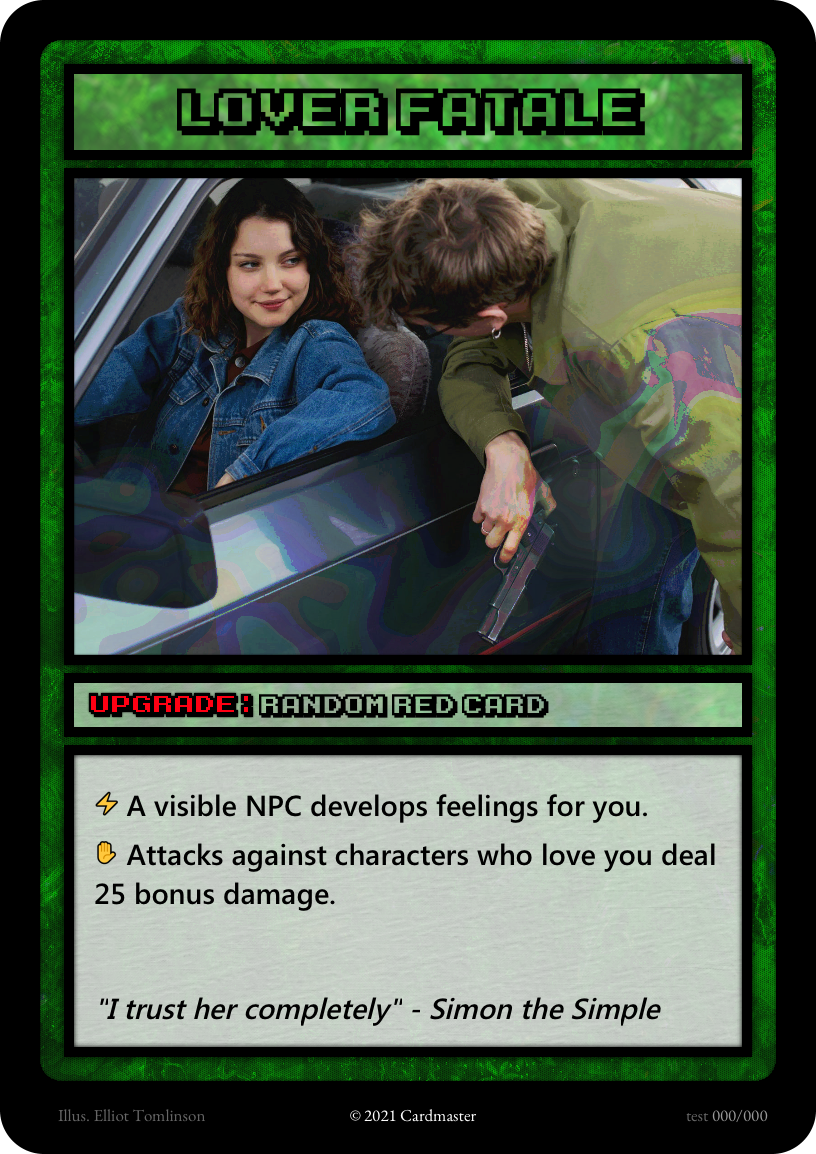 LOVER FATALE
UPGRADE: RANDOM RED CARD
⚡ A visible NPC develops feelings for you.
✋ Attacks against characters who love you deal
25 bonus damage.
"I trust her completely" - Simon the Simple
Illus. Elliot Tomlinson
© 2021 Cardmaster
test 000/000